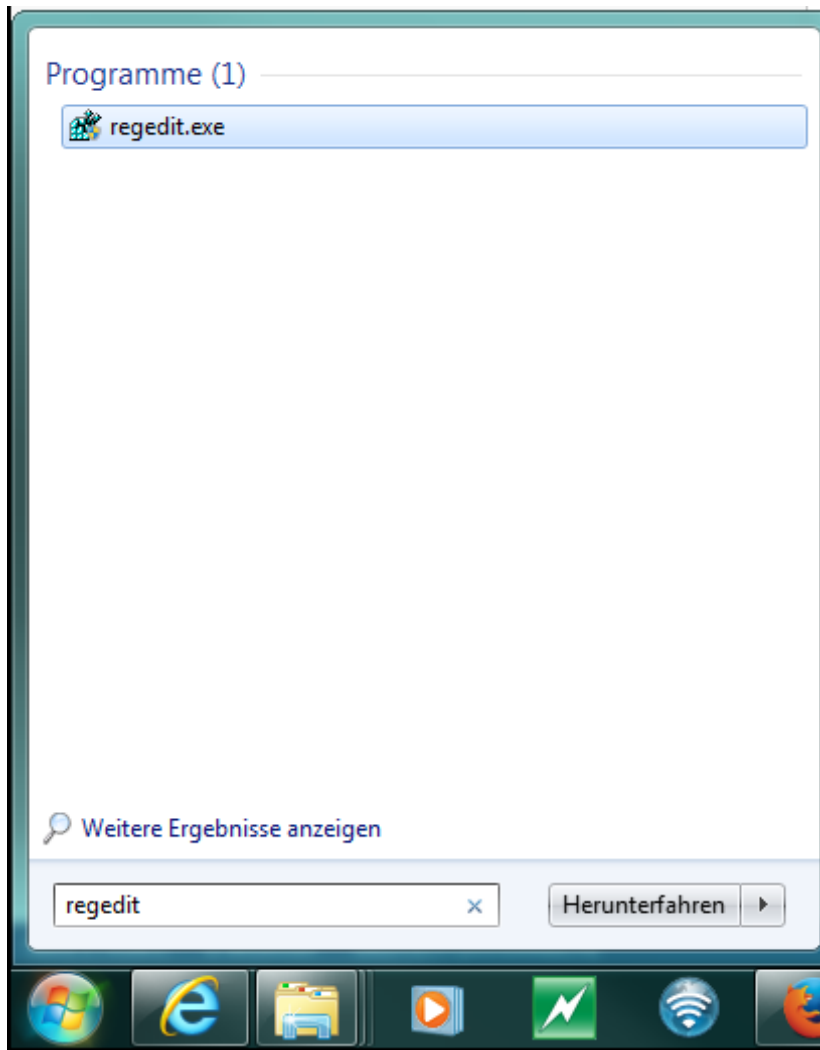 Programme (1)
regedit.exe
Weitere Ergebnisse anzeigen
regedit
Herunterfahren